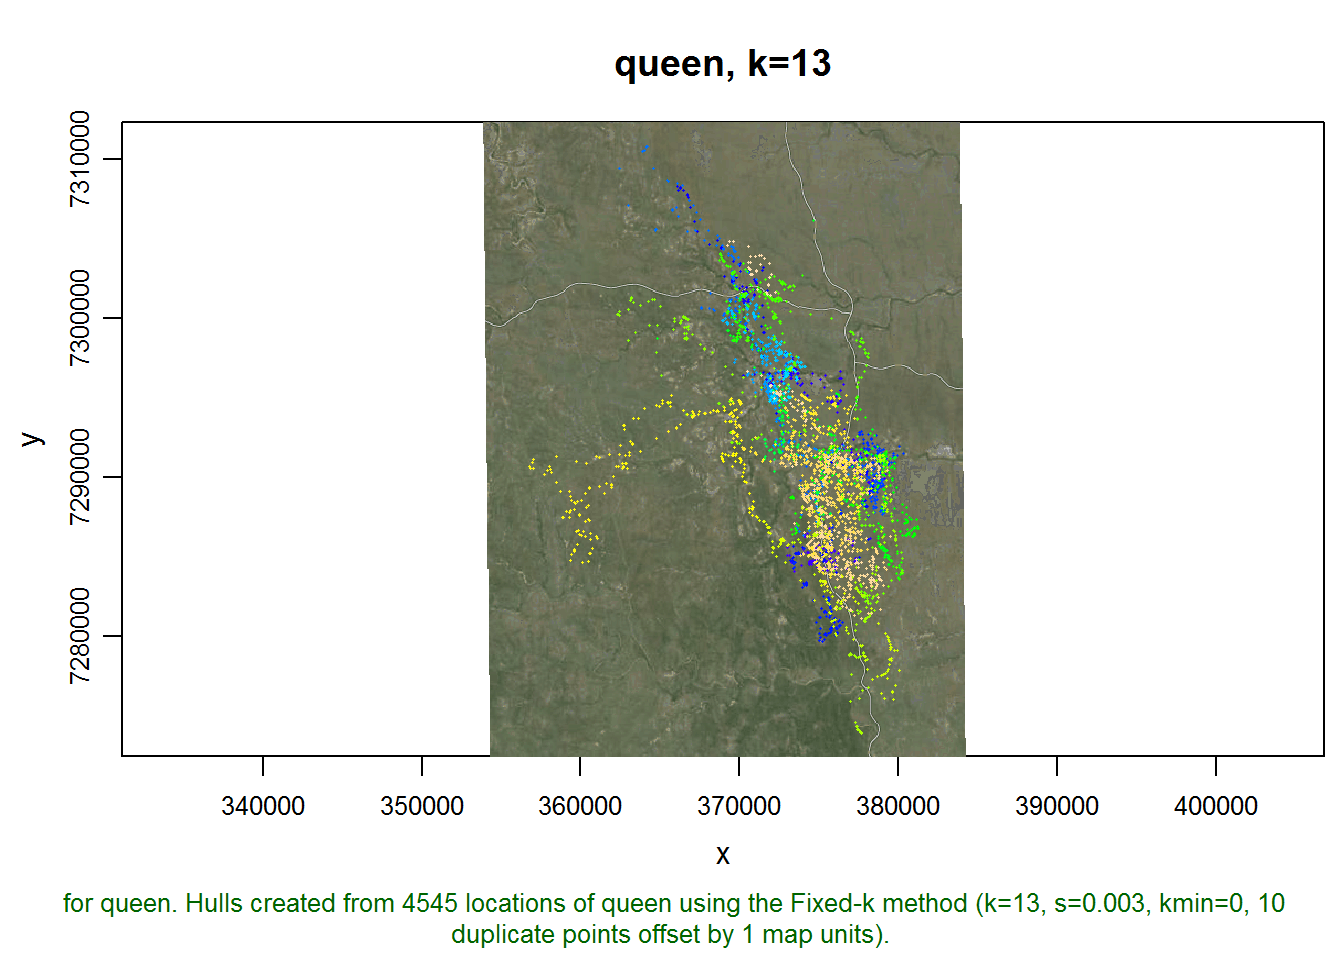 queen, k=13
7310000
7300000
7290000
7280000
y
340000 350000 360000 370000 380000 390000 400000
x
for queen. Hulls created from 4545 locations of queen using the Fixed-k method (k=13, s=0.003, kmin=0, 10
duplicate points offset by 1 map units).